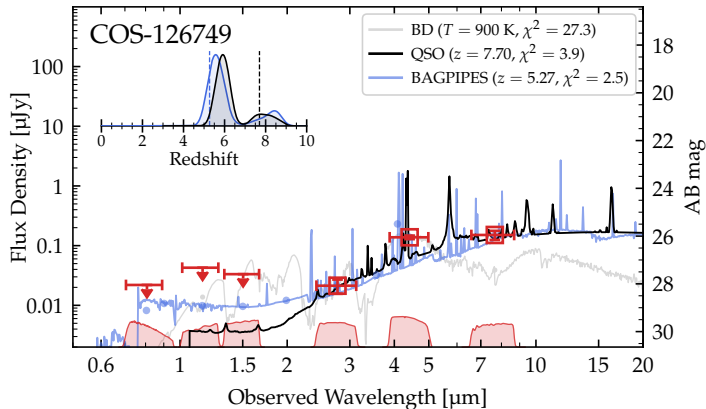 COS-126749
BD (T = 900 K, χ² = 27.3)
QSO (z = 7.70, χ² = 3.9)
BAGPIPES (z = 5.27, χ² = 2.5)
Flux Density [µJy]
100
10
1
0.1
0.01
0 2 4 6 8 10
Redshift
18
20
22
24
26
28
30
AB mag
0.6 1 1.5 2 3 4 5 7 10 15 20
Observed Wavelength [µm]